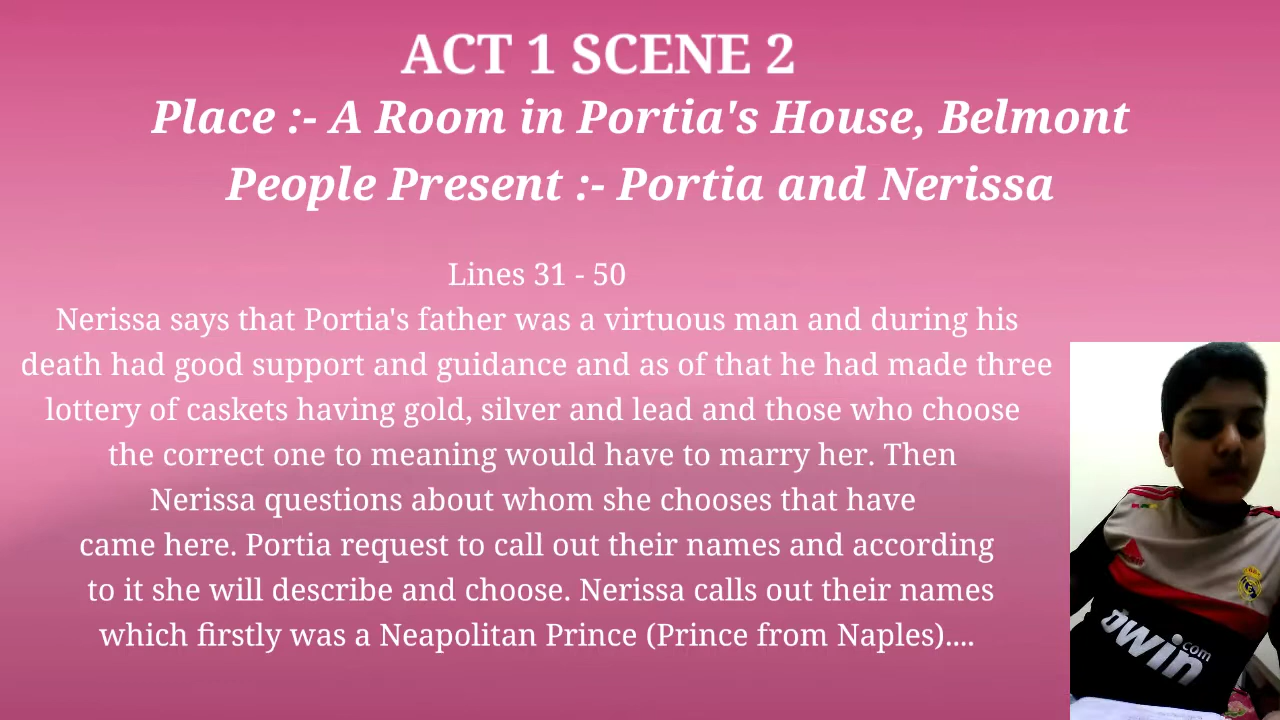 ACT 1 SCENE 2
Place :- A Room in Portia's House, Belmont
People Present :- Portia and Nerissa
Lines 31 - 50
Nerissa says that Portia's father was a virtuous man and during his
death had good support and guidance and as of that he had made three
lottery of caskets having gold, silver and lead and those who choose
the correct one to meaning would have to marry her. Then
Nerissa questions about whom she chooses that have
came here. Portia request to call out their names and according
to it she will describe and choose. Nerissa calls out their names
which firstly was a Neapolitan Prince (Prince from Naples)....
bwin
.com